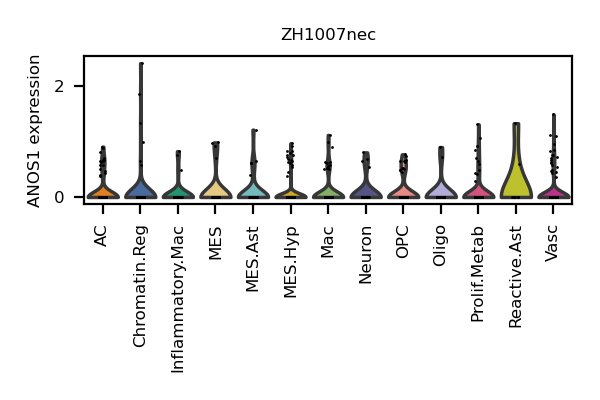 ZH1007nec
ANOS1 expression
2
0
AC
Chromatin.Reg
Inflammatory.Mac
MES
MES.Ast
MES.Hyp
Mac
Neuron
OPC
Oligo
Prolif.Metab
Reactive.Ast
Vasc